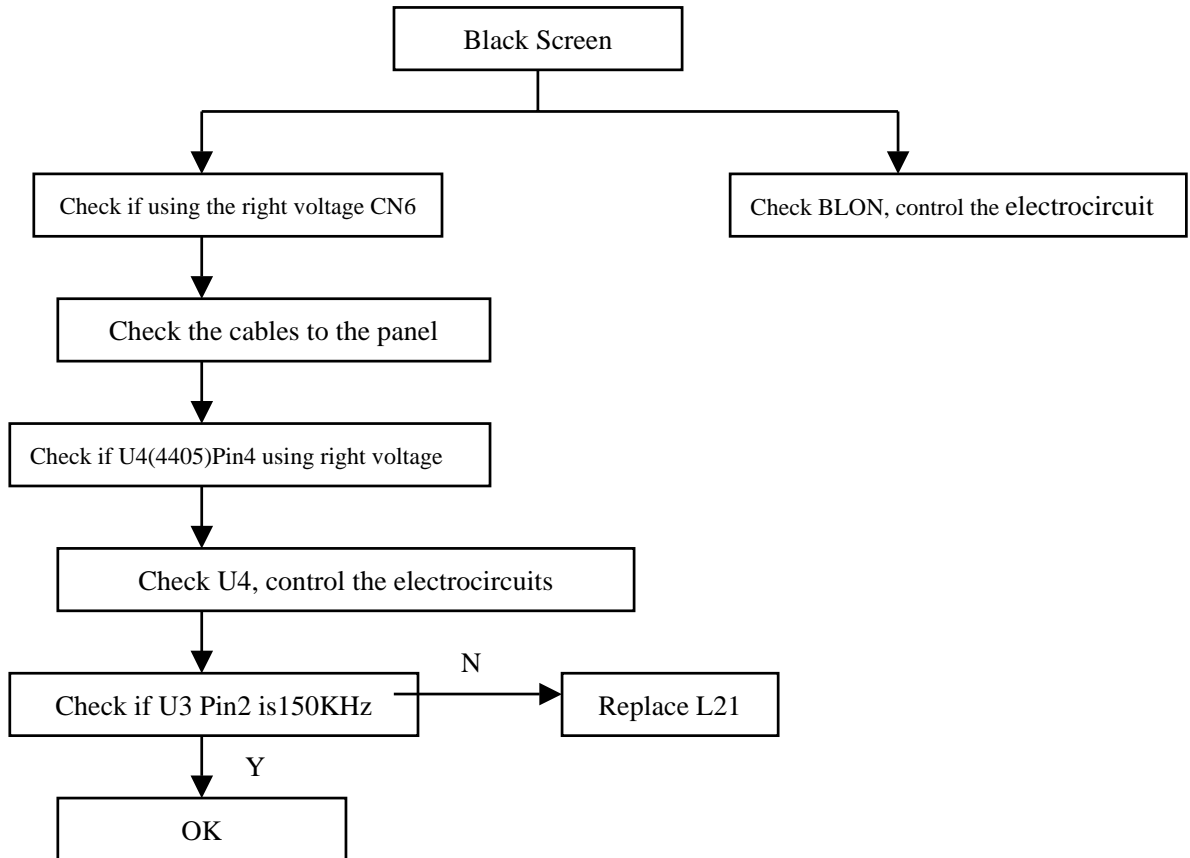 Black Screen
Check if using the right voltage CN6
Check BLON, control the electrocircuit
Check the cables to the panel
Check if U4(4405)Pin4 using right voltage
Check U4, control the electrocircuits
N
Check if U3 Pin2 is150KHz
Replace L21
Y
OK